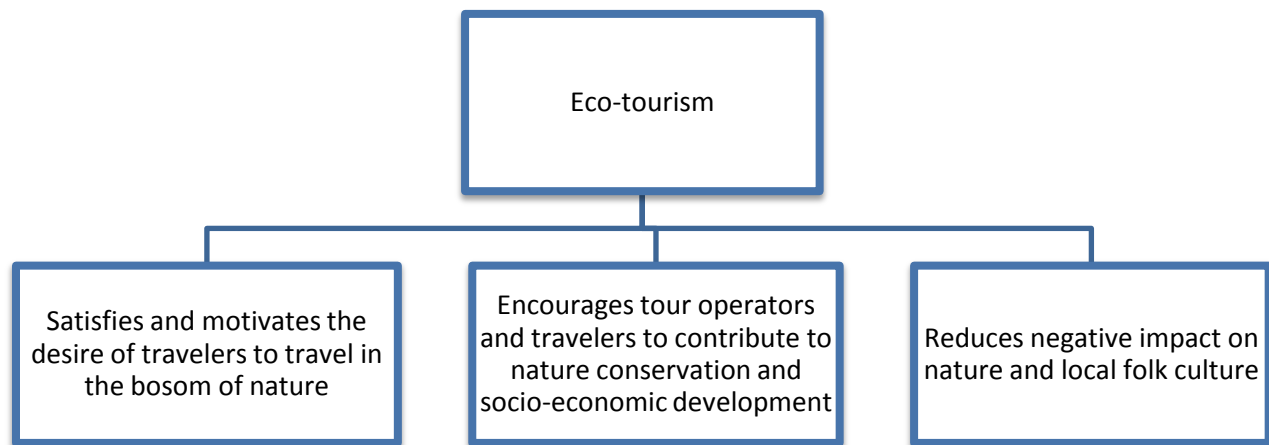 Eco-tourism
Satisfies and motivates the
desire of travelers to travel in
the bosom of nature
Encourages tour operators
and travelers to contribute to
nature conservation and
socio-economic development
Reduces negative impact on
nature and local folk culture